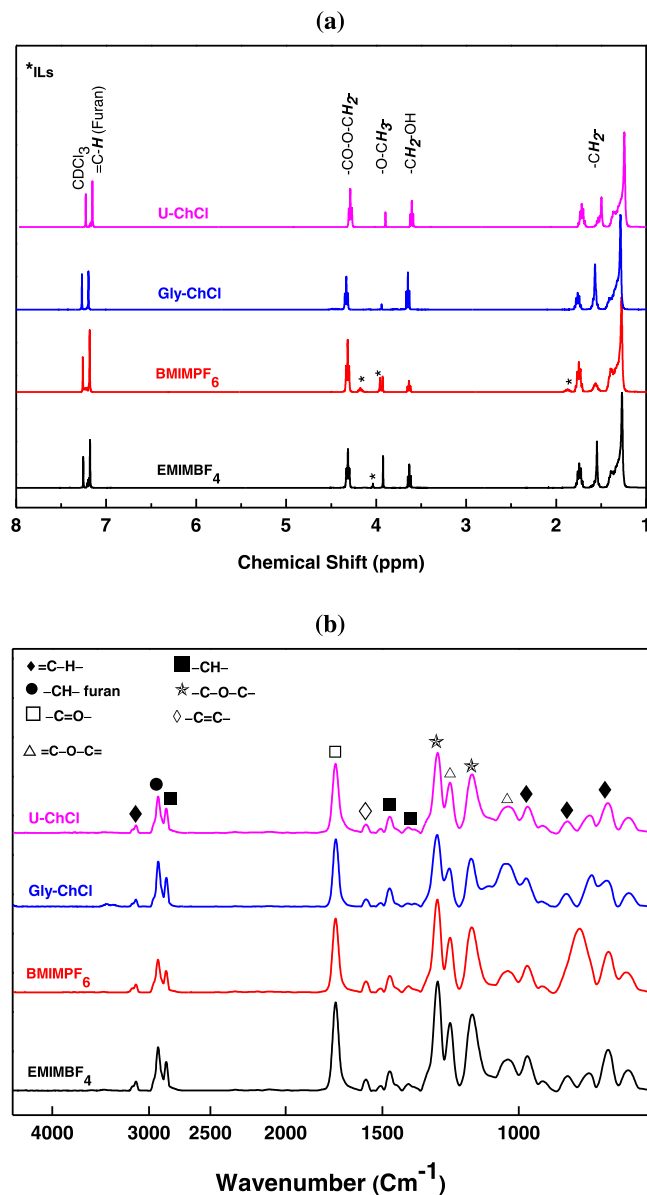 (a)
*ILs
CDCl3
=C-H (Furan)
-CO-O-CH2-
-O-CH3-
-CH2-OH
-CH2-
U-ChCl
Gly-ChCl
BMIMPF6
* * *
EMIMBF4
*
8 7 6 5 4 3 2 1
Chemical Shift (ppm)
(b)
=C–H–
–CH–
–CH– furan
–C–O–C–
–C=O–
–C=C–
=C–O–C=
U-ChCl
Gly-ChCl
BMIMPF6
EMIMBF4
4000 3000 2500 2000 1500 1000
Wavenumber (Cm-1)